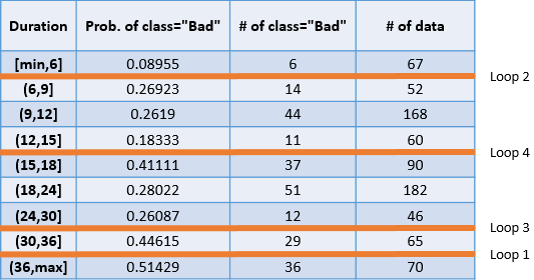 Duration Prob. of class="Bad" # of class="Bad" # of data
[min,6] 0.08955 6 67
Loop 2
(6,9] 0.26923 14 52
(9,12] 0.2619 44 168
(12,15] 0.18333 11 60
Loop 4
(15,18] 0.41111 37 90
(18,24] 0.28022 51 182
(24,30] 0.26087 12 46
Loop 3
(30,36] 0.44615 29 65
Loop 1
(36,max] 0.51429 36 70